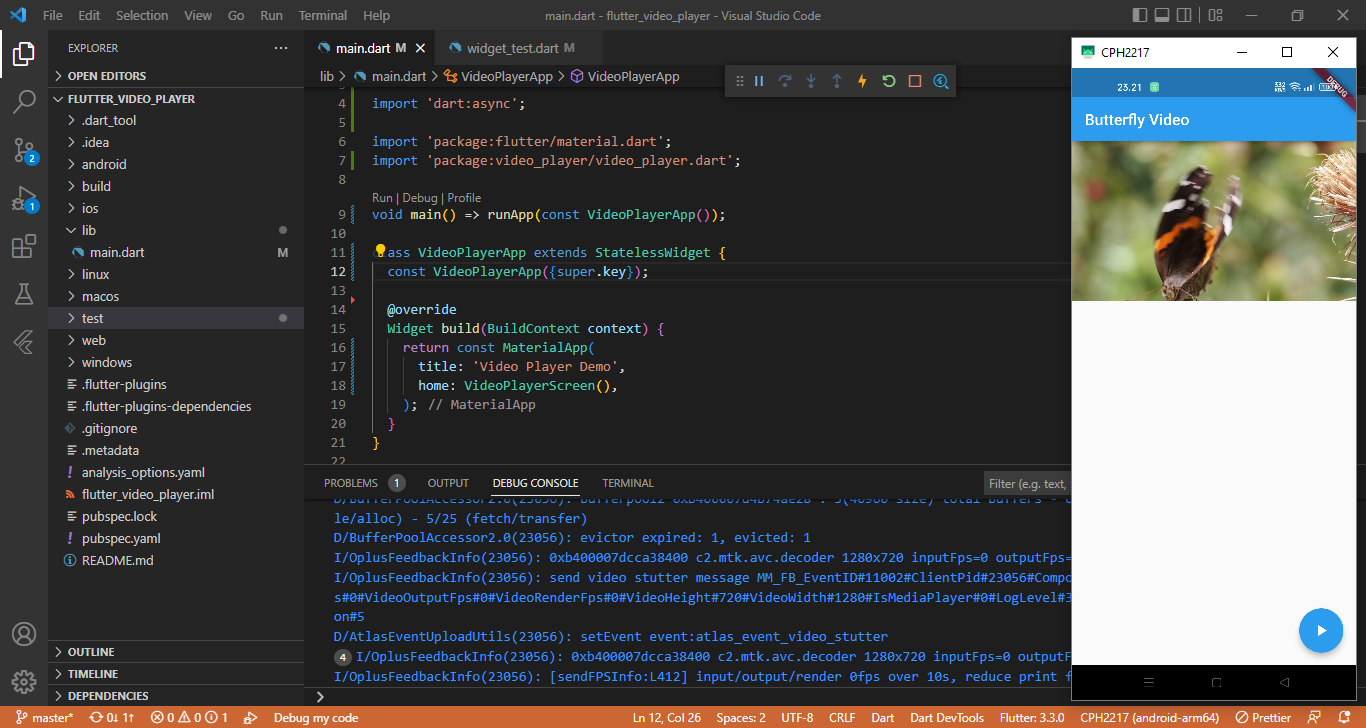 File Edit Selection View Go Run Terminal Help
main.dart - flutter_video_player - Visual Studio Code
EXPLORER
OPEN EDITORS
FLUTTER_VIDEO_PLAYER
.dart_tool
.idea
android
build
ios
lib
main.dart M
linux
macos
test
web
windows
.flutter-plugins
.flutter-plugins-dependencies
.gitignore
.metadata
analysis_options.yaml
flutter_video_player.iml
pubspec.lock
pubspec.yaml
README.md
OUTLINE
TIMELINE
DEPENDENCIES
2
1
main.dart M
widget_test.dart M
lib > main.dart > VideoPlayerApp > VideoPlayerApp
4 import 'dart:async';
5
6 import 'package:flutter/material.dart';
7 import 'package:video_player/video_player.dart';
8
Run | Debug | Profile
9 void main() => runApp(const VideoPlayerApp());
10
11 ass VideoPlayerApp extends StatelessWidget {
12 const VideoPlayerApp({super.key});
13
14 @override
15 Widget build(BuildContext context) {
16 return const MaterialApp(
17 title: 'Video Player Demo',
18 home: VideoPlayerScreen(),
19 ); // MaterialApp
20 }
21 }
22
PROBLEMS 1 OUTPUT DEBUG CONSOLE TERMINAL
Filter (e.g. text,
D/BufferPoolAccessor2.0(23056): bufferpool2 0xb400007d4b74ae28 : 5(40960 size) total buffers -
le/alloc) - 5/25 (fetch/transfer)
D/BufferPoolAccessor2.0(23056): evictor expired: 1, evicted: 1
I/OplusFeedbackInfo(23056): 0xb400007dcca38400 c2.mtk.avc.decoder 1280x720 inputFps=0 outputFps=
I/OplusFeedbackInfo(23056): send video stutter message MM_FB_EventID#11002#ClientPid#23056#Compo
s#0#VideoOutputFps#0#VideoRenderFps#0#VideoHeight#720#VideoWidth#1280#IsMediaPlayer#0#LogLevel#3
on#5
D/AtlasEventUploadUtils(23056): setEvent event:atlas_event_video_stutter
4 I/OplusFeedbackInfo(23056): 0xb400007dcca38400 c2.mtk.avc.decoder 1280x720 inputFps=0 outputF
I/OplusFeedbackInfo(23056): [sendFPSInfo:L412] input/output/render 0fps over 10s, reduce print f
CPH2217
23.21
DEBUG
Butterfly Video
master* 0↓ 1↑ 0 0 1 Debug my code
Ln 12, Col 26 Spaces: 2 UTF-8 CRLF Dart Dart DevTools Flutter: 3.3.0 CPH2217 (android-arm64) Prettier